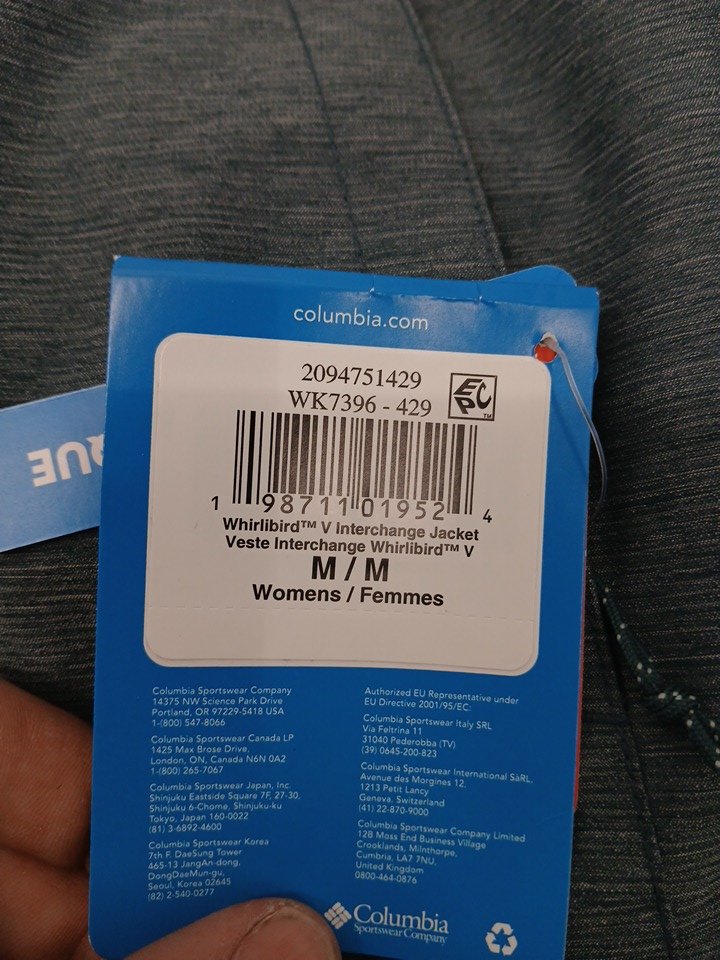 columbia.com
2094751429
WK7396 - 429
EPC™
1 98711 01952 4
Whirlibird™ V Interchange Jacket
Veste Interchange Whirlibird™ V
M / M
Womens / Femmes
Columbia Sportswear Company
14375 NW Science Park Drive
Portland, OR 97229-5418 USA
1-(800) 547-8066
Columbia Sportswear Canada LP
1425 Max Brose Drive,
London, ON, Canada N6N 0A2
1-(800) 265-7067
Columbia Sportswear Japan, Inc.
Shinjuku Eastside Square 7F, 27-30,
Shinjuku 6-Chome, Shinjuku-ku
Tokyo, Japan 160-0022
(81) 3-6892-4600
Columbia Sportswear Korea
7th F. DaeSung Tower
465-13 JangAn-dong,
DongDaeMun-gu,
Seoul, Korea 02645
(82) 2-540-0277
Authorized EU Representative under
EU Directive 2001/95/EC:
Columbia Sportswear Italy SRL
Via Feltrina 11
31040 Pederobba (TV)
(39) 0645-200-823
Columbia Sportswear International SàRL,
Avenue des Morgines 12,
1213 Petit Lancy
Geneva, Switzerland
(41) 22-870-9000
Columbia Sportswear Company Limited
12B Moss End Business Village
Crooklands, Milnthorpe,
Cumbria, LA7 7NU,
United Kingdom
0800-464-0876
Columbia
Sportswear Company
QUE